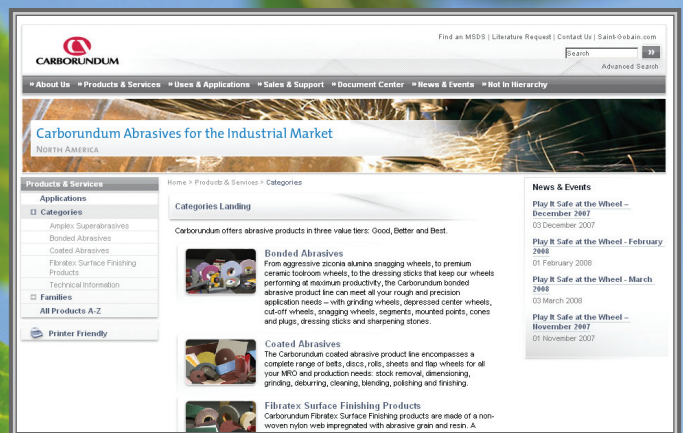 Find an MSDS | Literature Request | Contact Us | Saint-Gobain.com
CARBORUNDUM
Search »
Advanced Search
» About Us » Products & Services » Uses & Applications » Sales & Support » Document Center » News & Events » Not In Hierarchy
Carborundum Abrasives for the Industrial Market
NORTH AMERICA
Products & Services
Applications
Categories
Amplex Superabrasives
Bonded Abrasives
Coated Abrasives
Fibratex Surface Finishing
Products
Technical Information
Families
All Products A-Z
Printer Friendly
Home > Products & Services > Categories
Categories Landing
Carborundum offers abrasive products in three value tiers: Good, Better and Best.
Bonded Abrasives
From aggressive ziconia alumina snagging wheels, to premium
ceramic toolroom wheels, to the dressing sticks that keep our wheels
performing at maximum productivity, the Carborundum bonded
abrasive product line can meet all your rough and precision
application needs – with grinding wheels, depressed center wheels,
cut-off wheels, snagging wheels, segments, mounted points, cones
and plugs, dressing sticks and sharpening stones.
Coated Abrasives
The Carborundum coated abrasive product line encompasses a
complete range of belts, discs, rolls, sheets and flap wheels for all
your MRO and production needs: stock removal, dimensioning,
grinding, deburring, cleaning, blending, polishing and finishing.
Fibratex Surface Finishing Products
Carborundum Fibratex Surface Finishing products are made of a non-
woven nylon web impregnated with abrasive grain and resin. A
News & Events
Play It Safe at the Wheel –
December 2007
03 December 2007
Play It Safe at the Wheel - February
2008
01 February 2008
Play It Safe at the Wheel - March
2008
03 March 2008
Play It Safe at the Wheel –
November 2007
01 November 2007